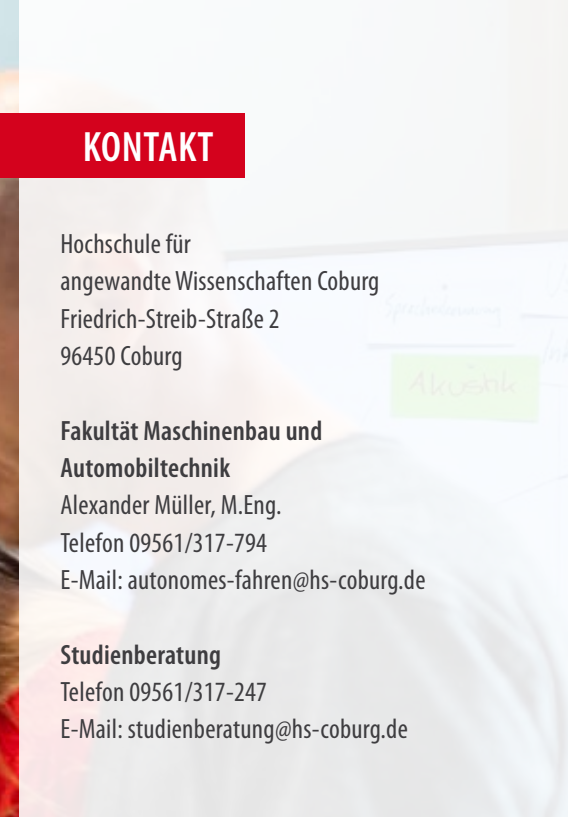 KONTAKT
Hochschule für
angewandte Wissenschaften Coburg
Friedrich-Streib-Straße 2
96450 Coburg
Fakultät Maschinenbau und
Automobiltechnik
Alexander Müller, M.Eng.
Telefon 09561/317-794
E-Mail: autonomes-fahren@hs-coburg.de
Studienberatung
Telefon 09561/317-247
E-Mail: studienberatung@hs-coburg.de
Akustik